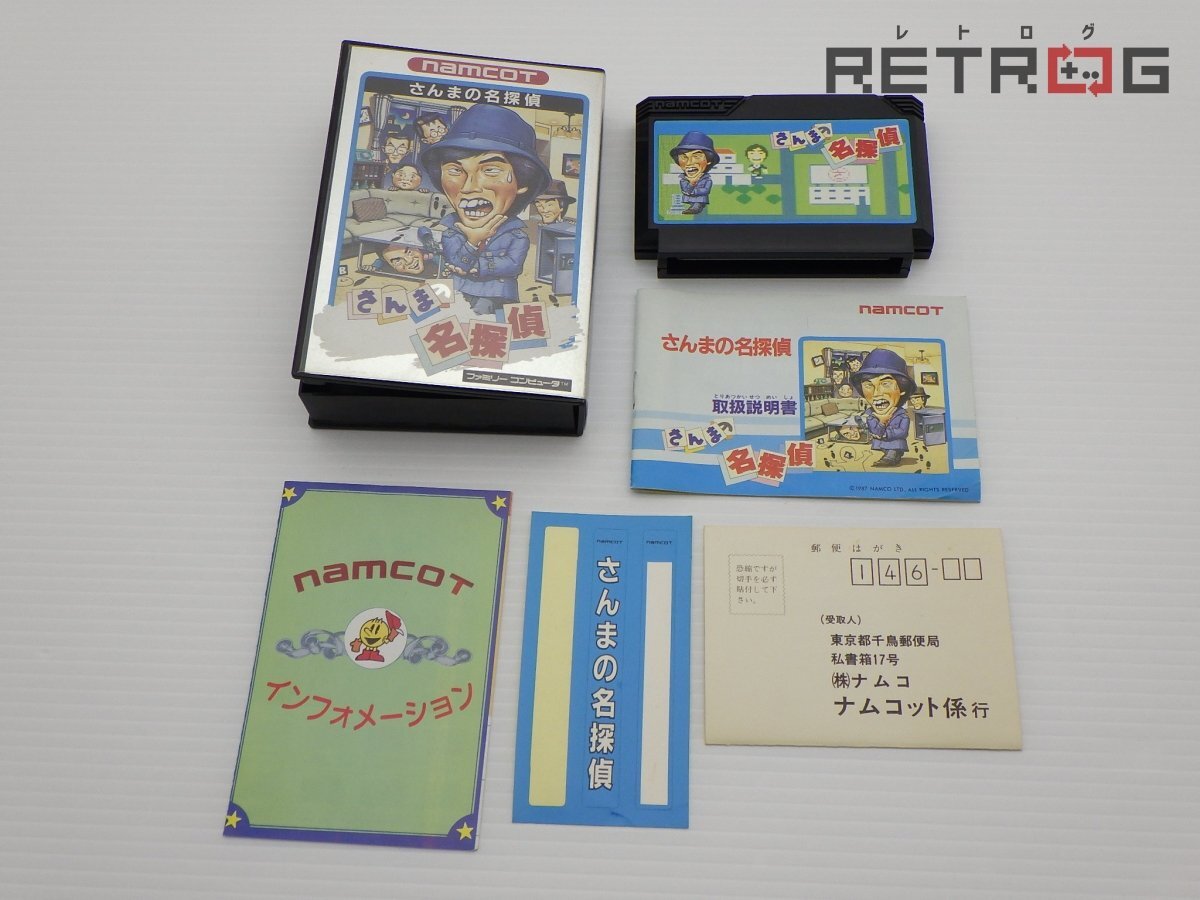 レトログ
RETROG
namcoT
さんまの名探偵
さんまの
名探偵
ファミリー コンピュータ™
namcoT
さんまの
名探偵
namcoT
さんまの名探偵
とりあつかいせつめいしょ
取扱説明書
さんまの
名探偵
©1987 NAMCO LTD., ALL RIGHTS RESERVED
namcoT
インフォメーション
namcoT
さんまの名探偵
namcoT
郵便はがき
146-
恐縮ですが
切手を必ず
貼付して下
さい。
(受取人)
東京都千鳥郵便局
私書箱17号
㈱ナムコ
ナムコット係行